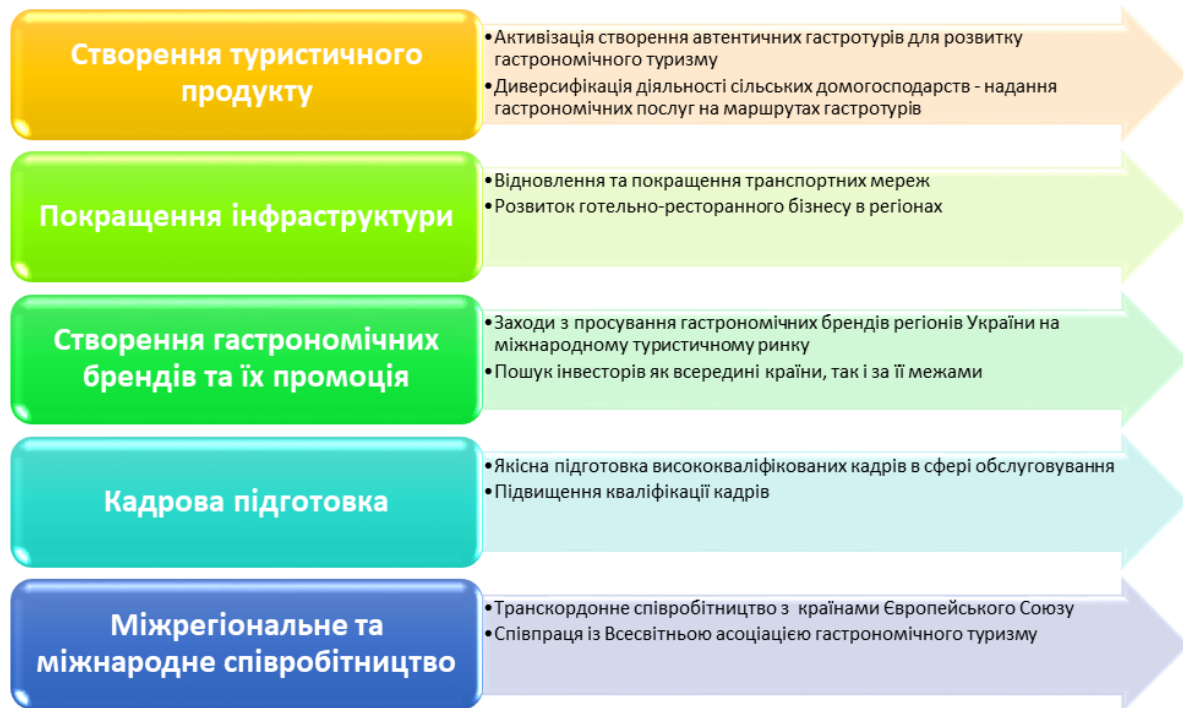 Створення туристичного
продукту
•Активізація створення автентичних гастротурів для розвитку
гастрономічного туризму
•Диверсифікація діяльності сільських домогосподарств - надання
гастрономічних послуг на маршрутах гастротурів
Покращення інфраструктури
•Відновлення та покращення транспортних мереж
•Розвиток готельно-ресторанного бізнесу в регіонах
Створення гастрономічних
брендів та їх промоція
•Заходи з просування гастрономічних брендів регіонів України на
міжнародному туристичному ринку
•Пошук інвесторів як всередині країни, так і за її межами
Кадрова підготовка
•Якісна підготовка висококваліфікованих кадрів в сфері обслуговування
•Підвищення кваліфікації кадрів
Міжрегіональне та
міжнародне співробітництво
•Транскордонне співробітництво з країнами Європейського Союзу
•Співпраця із Всесвітньою асоціацією гастрономічного туризму